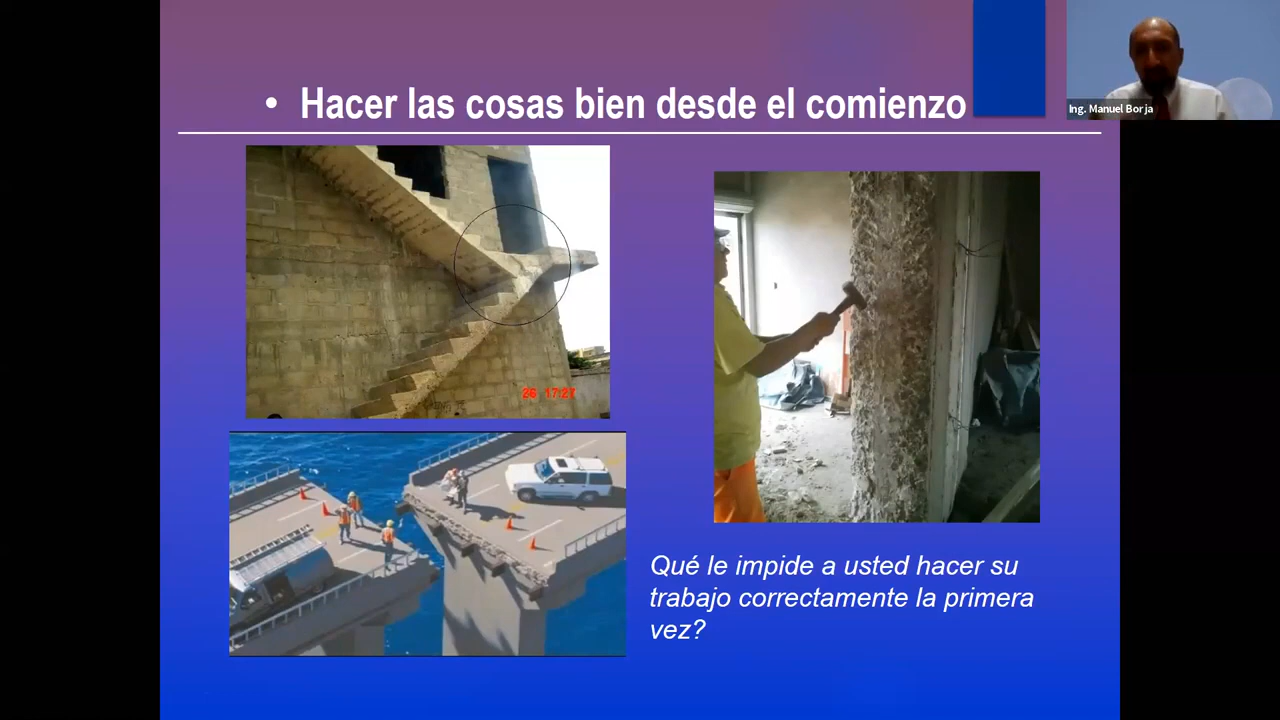 • Hacer las cosas bien desde el comienzo
Ing. Manuel Borja
26 17:27
Qué le impide a usted hacer su
trabajo correctamente la primera
vez?